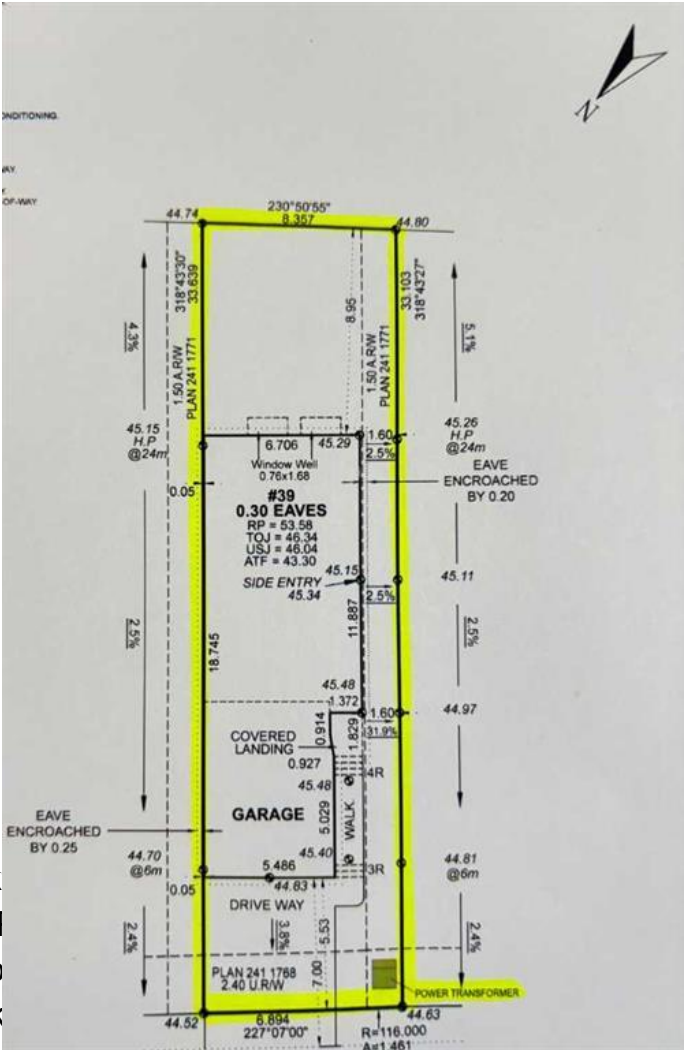 ONDITIONING.
WAY.
OF-WAY
N
230°50'55"
8.357
44.74
44.80
318°43'30"
33.639
33.103
318°43'27"
4.3%
5.1%
1.50 A.R/W
PLAN 241 1771
8.95
1.50 A.R/W
PLAN 241 1771
45.15
H.P
@24m
45.26
H.P
@24m
6.706
45.29
1.60
2.5%
Window Well
0.76x1.68
EAVE
ENCROACHED
BY 0.20
0.05
#39
0.30 EAVES
RP = 53.58
TOJ = 46.34
USJ = 46.04
ATF = 43.30
SIDE ENTRY
45.34
45.15
45.11
2.5%
2.5%
2.5%
18.745
11.887
45.48
1.372
1.60
44.97
31.9%
0.914
1.829
COVERED
LANDING
0.927
4R
45.48
GARAGE
5.029
WALK
45.40
EAVE
ENCROACHED
BY 0.25
44.70
@6m
44.81
@6m
5.486
3R
0.05
44.83
DRIVE WAY
2.4%
3.8%
5.53
2.4%
7.00
PLAN 241 1768
2.40 U.R/W
POWER TRANSFORMER
44.52
6.894
227°07'00"
44.63
R=116.000
A=1.461